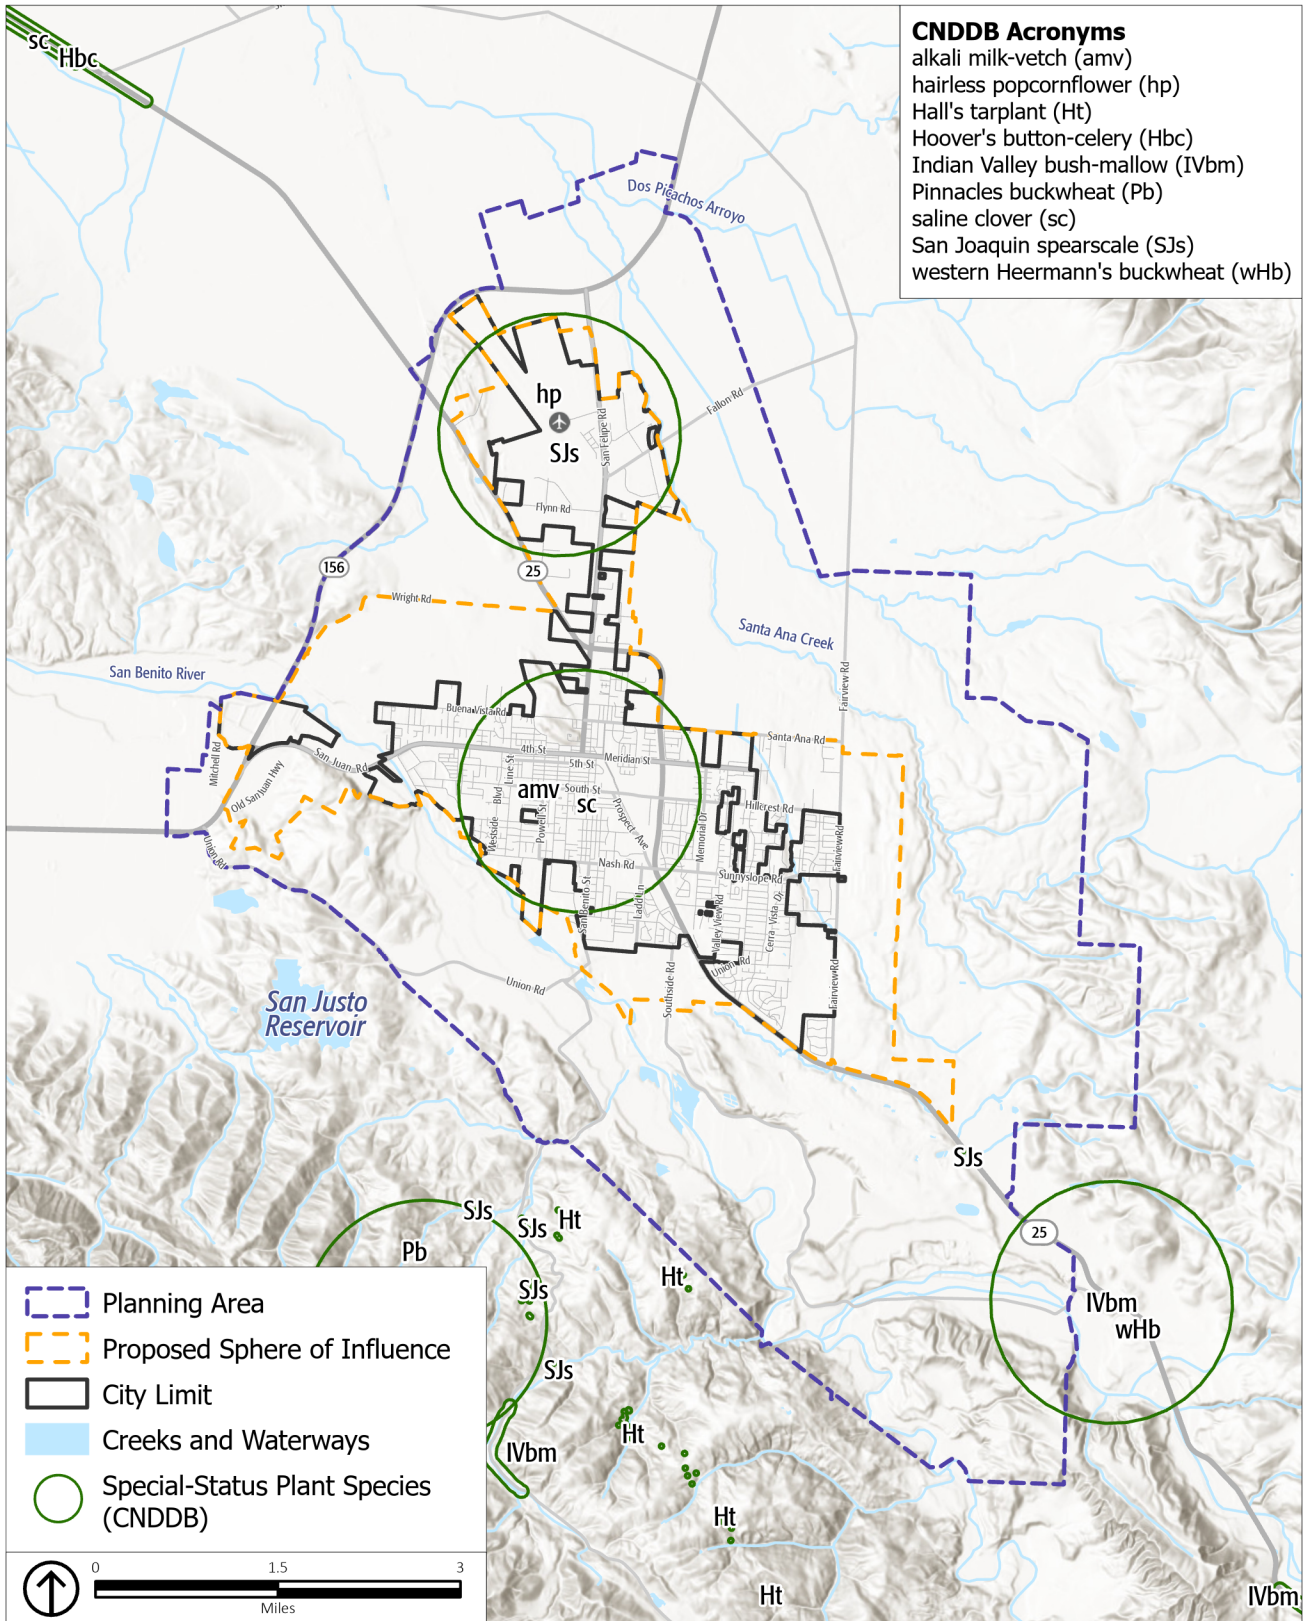 CNDDB Acronyms
alkali milk-vetch (amv)
hairless popcornflower (hp)
Hall's tarplant (Ht)
Hoover's button-celery (Hbc)
Indian Valley bush-mallow (IVbm)
Pinnacles buckwheat (Pb)
saline clover (sc)
San Joaquin spearscale (SJs)
western Heermann's buckwheat (wHb)
sc
Hbc
Dos Picachos Arroyo
hp
SJs
San Felipe Rd
Fallon Rd
Flynn Rd
156
25
Wright Rd
Santa Ana Creek
San Benito River
Fairview Rd
Buena Vista Rd
Santa Ana Rd
Mitchell Rd
San Juan Rd
Old San Juan Hwy
4th St
5th St
Meridian St
Line St
South St
amv
sc
Westside Blvd
Powell St
Prospect Ave
Memorial Dr
Hillcrest Rd
Fairview Rd
Union Rd
Nash Rd
Sunnyslope Rd
San Benito St
Ladd Ln
Valley View Rd
Cerra Vista Dr
Union Rd
Fairview Rd
Union Rd
Southside Rd
San Justo
Reservoir
SJs
SJs
SJs
Ht
Pb
25
Ht
SJs
IVbm
wHb
SJs
Ht
IVbm
Ht
Ht
IVbm
Planning Area
Proposed Sphere of Influence
City Limit
Creeks and Waterways
Special-Status Plant Species
(CNDDB)
0 1.5 3
Miles